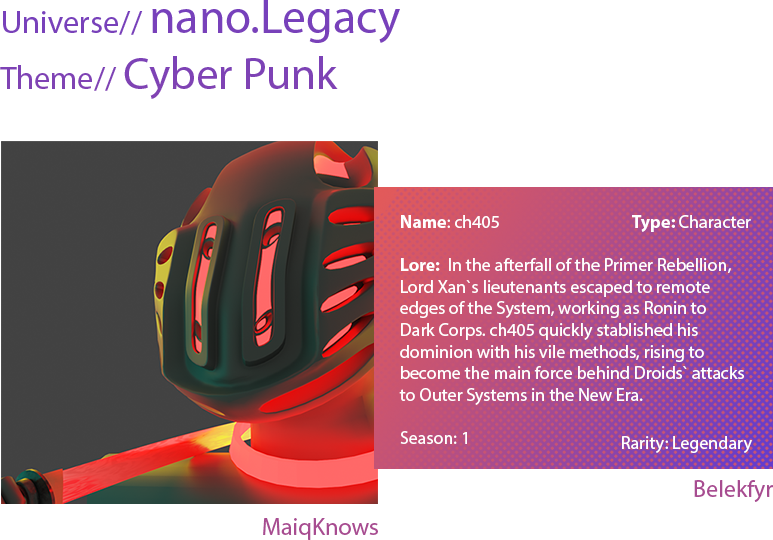 Universe// nano.Legacy
Theme// Cyber Punk
Name: ch405
Type: Character
Lore: In the afterfall of the Primer Rebellion,
Lord Xan`s lieutenants escaped to remote
edges of the System, working as Ronin to
Dark Corps. ch405 quickly stablished his
dominion with his vile methods, rising to
become the main force behind Droids` attacks
to Outer Systems in the New Era.
Season: 1
Rarity: Legendary
Belekfyr
MaiqKnows